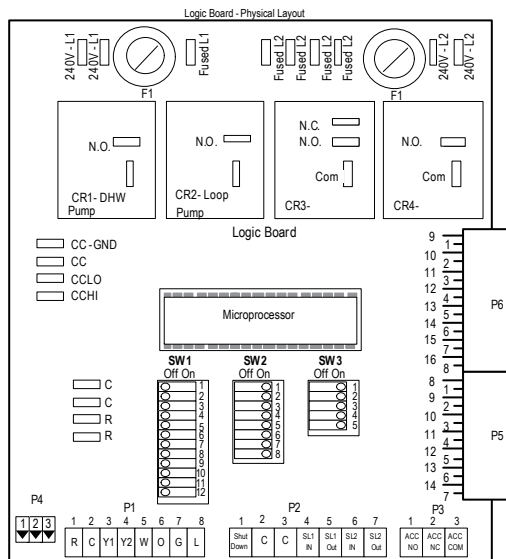 Logic Board - Physical Layout
240V - L1
240V - L1
Fused L1
Fused L2
Fused L2
Fused L2
Fused L2
240V - L2
240V - L2
F1
F1
N.O.
CR1- DHW
Pump
N.O.
CR2- Loop
Pump
N.C.
N.O.
Com
CR3-
N.O.
Com
CR4-
Logic Board
CC - GND
CC
CCLO
CCHI
Microprocessor
SW1
Off On
1
2
3
4
5
6
7
8
9
10
11
12
SW2
Off On
1
2
3
4
5
6
7
8
SW3
Off On
1
2
3
4
5
C
C
R
R
9
1
10
2
11
3
12
4
13
5
14
6
15
7
16
8
P6
8
1
9
2
10
3
11
4
12
5
13
6
14
7
P5
P4
1 2 3
P1
1 2 3 4 5 6 7 8
R C Y1 Y2 W O G L
P2
1 2 3 4 5 6 7
Shut Down C C SL1 IN SL1 Out SL2 IN SL2 Out
P3
1 2 3
ACC NO ACC NC ACC COM